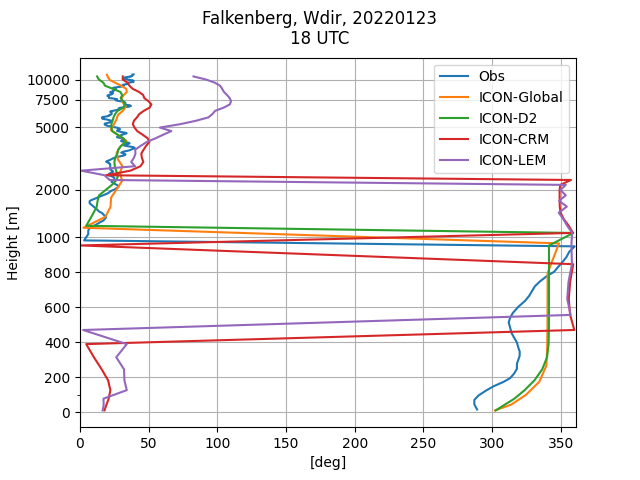 Falkenberg, Wdir, 20220123
18 UTC
Obs
ICON-Global
ICON-D2
ICON-CRM
ICON-LEM
Height [m]
10000
7500
5000
2000
1000
800
600
400
200
0
0 50 100 150 200 250 300 350
[deg]